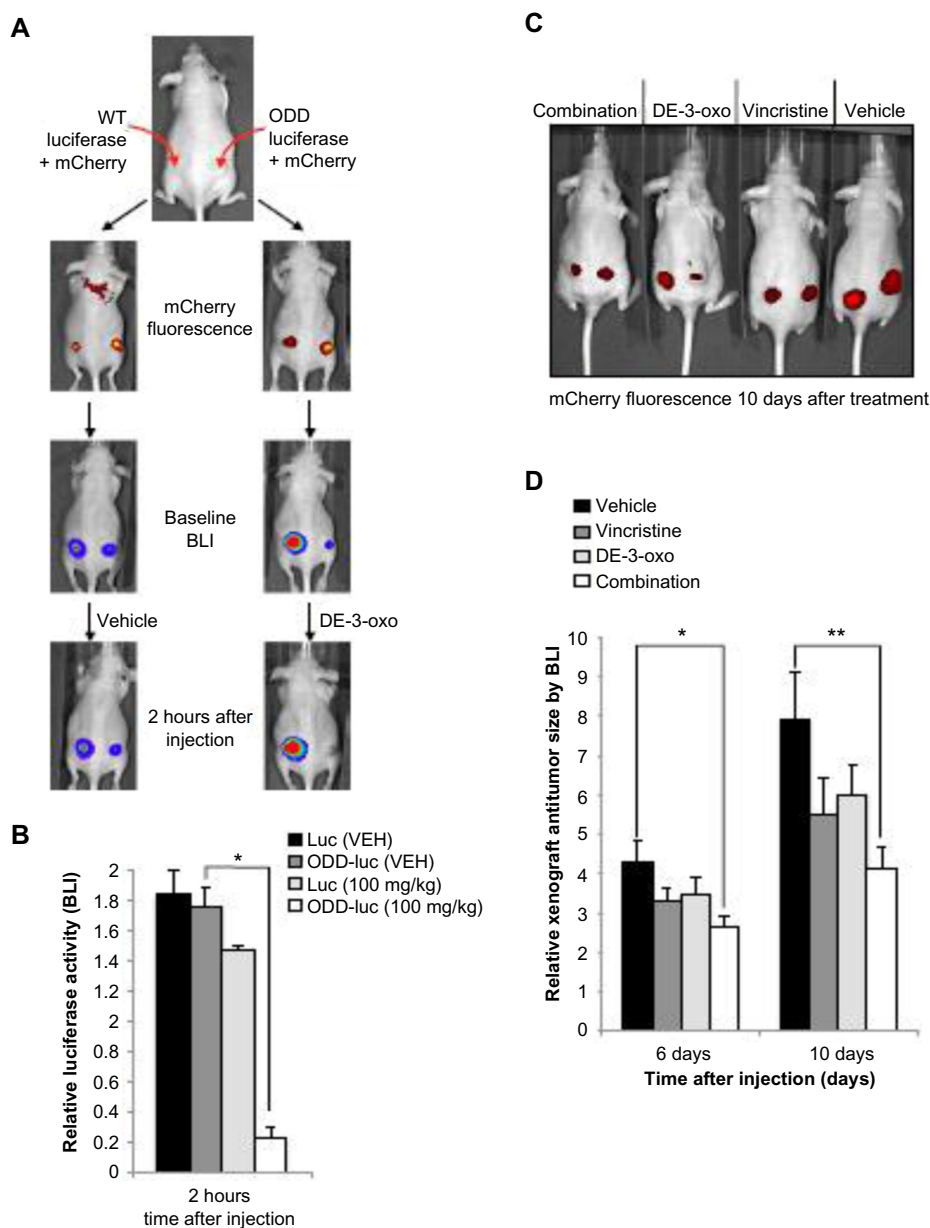 A
WT
luciferase
+ mCherry
ODD
luciferase
+ mCherry
mCherry
fluorescence
Baseline
BLI
Vehicle
DE-3-oxo
2 hours after
injection
B
Luc (VEH)
ODD-luc (VEH)
Luc (100 mg/kg)
ODD-luc (100 mg/kg)
*
Relative luciferase activity (BLI)
2
1.8
1.6
1.4
1.2
2
0.8
0.6
0.4
0.2
0
2 hours
time after injection
C
Combination
DE-3-oxo
Vincristine
Vehicle
mCherry fluorescence 10 days after treatment
D
Vehicle
Vincristine
DE-3-oxo
Combination
*
**
Relative xenograft antitumor size by BLI
10
9
8
7
6
5
4
3
2
1
0
6 days
10 days
Time after injection (days)